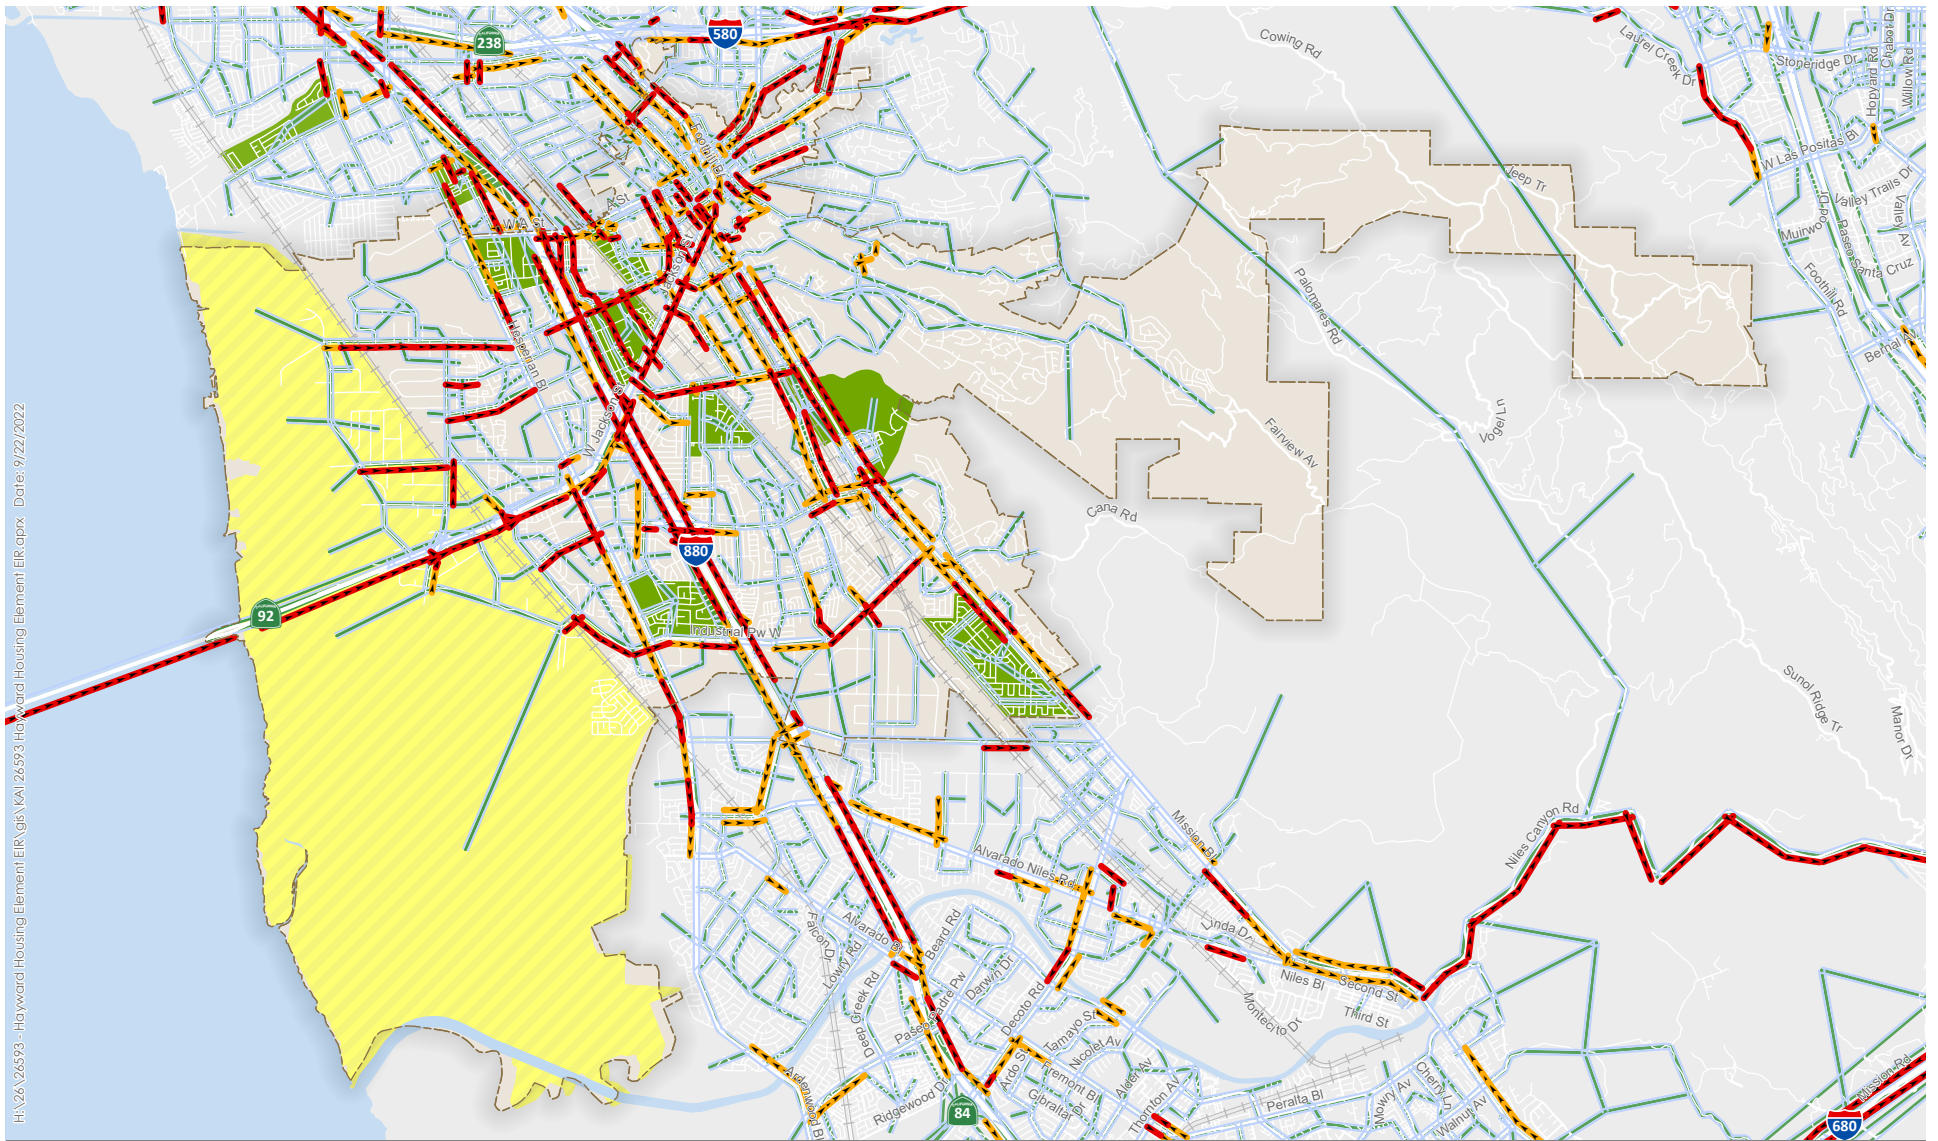 CALIFORNIA
238
580
Cowing Rd
Laurel Creek Dr
Stoneridge Dr
Hopyard Rd
Chabot Dr
Willow Rd
W Las Positas Bl
Valley Trails Dr
Valley Av
Muirwood Dr
Paseo Santa Cruz
Foothill Rd
Bernal Av
Jeep Tr
Foothill Bl
A St
W A St
Jackson St
Hesperian Bl
W Jackson St
Palomares Rd
Vogel Ln
Fairview Av
Cana Rd
880
CALIFORNIA
92
Industrial Pw W
Sunol Ridge Tr
Manor Dr
Niles Canyon Rd
Mission Bl
Alvarado Niles Rd
Linda Dr
Alvarado Bl
Falcon Dr
Lowry Rd
Beard Rd
Deep Creek Rd
Paseo Padre Pw
Darwin Dr
Decoto Rd
Niles Bl
Second St
Third St
Montecito Dr
Tamayo St
Nicolet Av
Ardo St
Fremont Bl
Alder Av
Gibraltar Dr
Thornton Av
Ardenwood Bl
Ridgewood Dr
CALIFORNIA
84
Peralta Bl
Mowry Av
Cherry Ln
Walnut Av
Mission Rd
680
H:\26\26593 - Hayward Housing Element EIR\gis\KAI 26593 Hayward Housing Element EIR.aprx Date: 9/22/2022